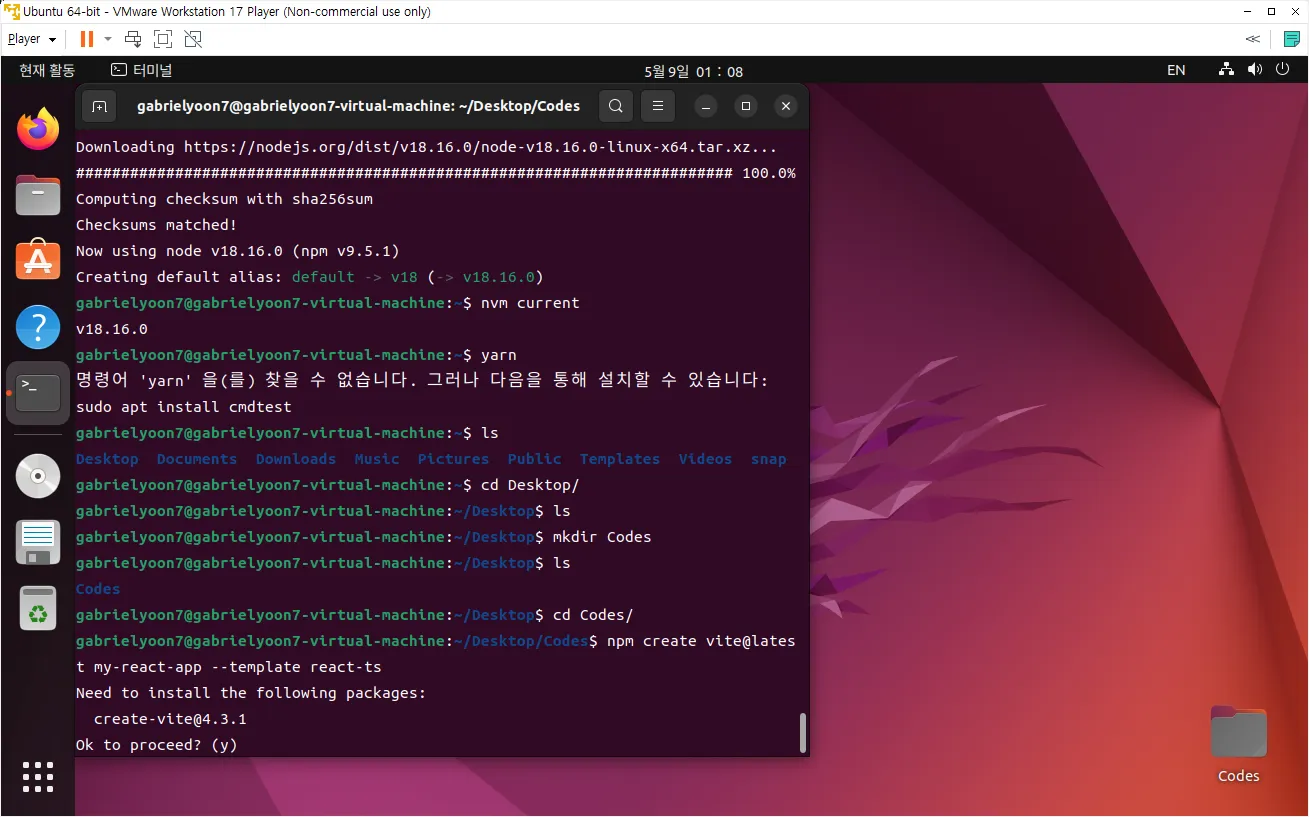 Ubuntu 64-bit - VMware Workstation 17 Player (Non-commercial use only)
Player
현재 활동
터미널
5월 9일 01 : 08
EN
gabrielyoon7@gabrielyoon7-virtual-machine: ~/Desktop/Codes
Downloading https://nodejs.org/dist/v18.16.0/node-v18.16.0-linux-x64.tar.xz...
######################################################################### 100.0%
Computing checksum with sha256sum
Checksums matched!
Now using node v18.16.0 (npm v9.5.1)
Creating default alias: default -> v18 (-> v18.16.0)
gabrielyoon7@gabrielyoon7-virtual-machine:~$ nvm current
v18.16.0
gabrielyoon7@gabrielyoon7-virtual-machine:~$ yarn
명령어 'yarn' 을(를) 찾을 수 없습니다. 그러나 다음을 통해 설치할 수 있습니다:
sudo apt install cmdtest
gabrielyoon7@gabrielyoon7-virtual-machine:~$ ls
Desktop  Documents  Downloads  Music  Pictures  Public  Templates  Videos  snap
gabrielyoon7@gabrielyoon7-virtual-machine:~$ cd Desktop/
gabrielyoon7@gabrielyoon7-virtual-machine:~/Desktop$ ls
gabrielyoon7@gabrielyoon7-virtual-machine:~/Desktop$ mkdir Codes
gabrielyoon7@gabrielyoon7-virtual-machine:~/Desktop$ ls
Codes
gabrielyoon7@gabrielyoon7-virtual-machine:~/Desktop$ cd Codes/
gabrielyoon7@gabrielyoon7-virtual-machine:~/Desktop/Codes$ npm create vite@lates
t my-react-app --template react-ts
Need to install the following packages:
  create-vite@4.3.1
Ok to proceed? (y)
Codes